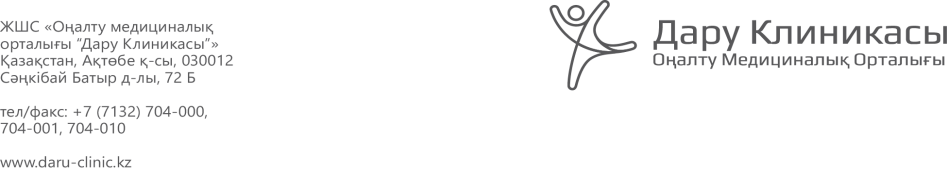 ЖШС «Оңалту медициналық
орталығы “Дару Клиникасы”»
Қазақстан, Ақтөбе қ-сы, 030012
Сәңкібай Батыр д-лы, 72 Б
тел/факс: +7 (7132) 704-000,
704-001, 704-010
www.daru-clinic.kz
Дару Клиникасы
Оңалту Медициналық Орталығы